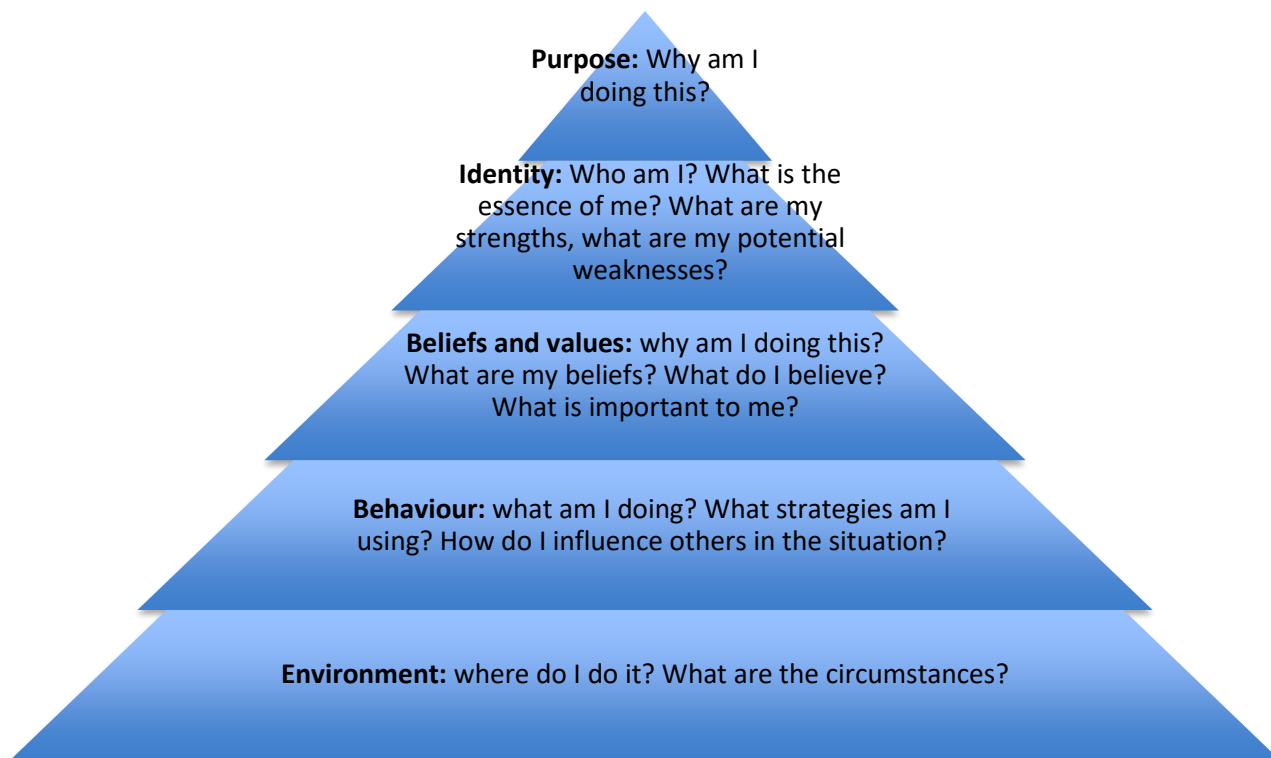 Purpose: Why am I
doing this?
Identity: Who am I? What is the
essence of me? What are my
strengths, what are my potential
weaknesses?
Beliefs and values: why am I doing this?
What are my beliefs? What do I believe?
What is important to me?
Behaviour: what am I doing? What strategies am I
using? How do I influence others in the situation?
Environment: where do I do it? What are the circumstances?